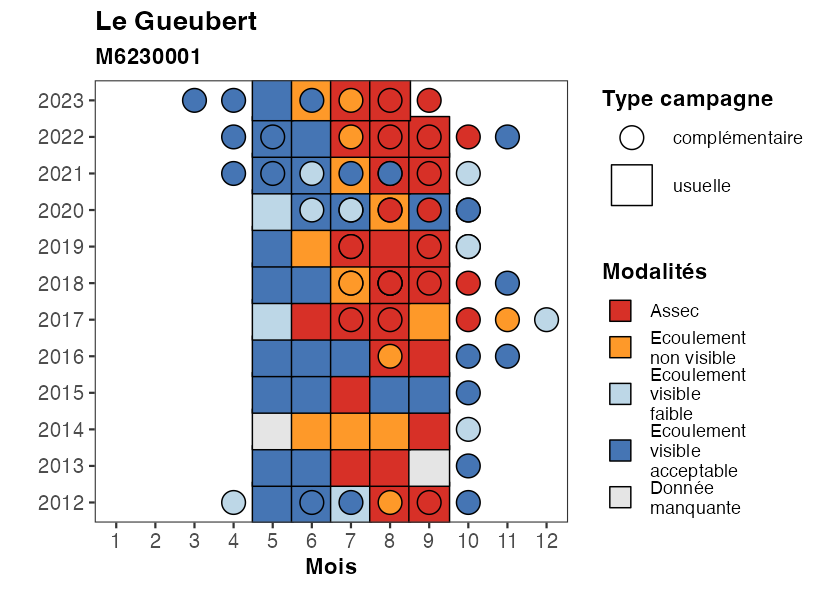 Le Gueubert
M6230001
2023
2022
2021
2020
2019
2018
2017
2016
2015
2014
2013
2012
1 2 3 4 5 6 7 8 9 10 11 12
Mois
Type campagne
complémentaire
usuelle
Modalités
Assec
Ecoulement
non visible
Ecoulement
visible
faible
Ecoulement
visible
acceptable
Donnée
manquante